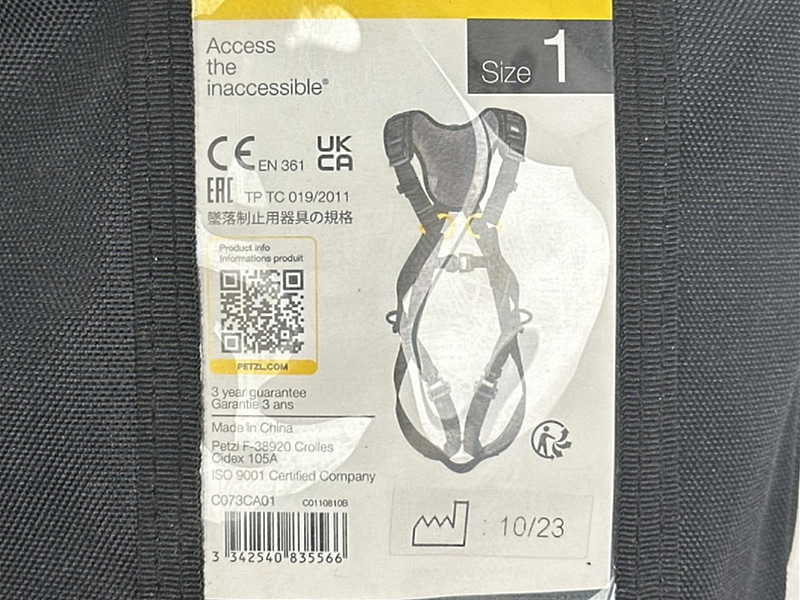 Access
the
inaccessible®
Size 1
CE EN 361
UK
CA
EAC TP TC 019/2011
墜落制止用器具の規格
Product info
Informations produit
PETZL.COM
3 year guarantee
Garantie 3 ans
Made in China
Petzl F-38920 Crolles
Cidex 105A
ISO 9001 Certified Company
C073CA01 C0110810B
3 342540 835566
: 10/23